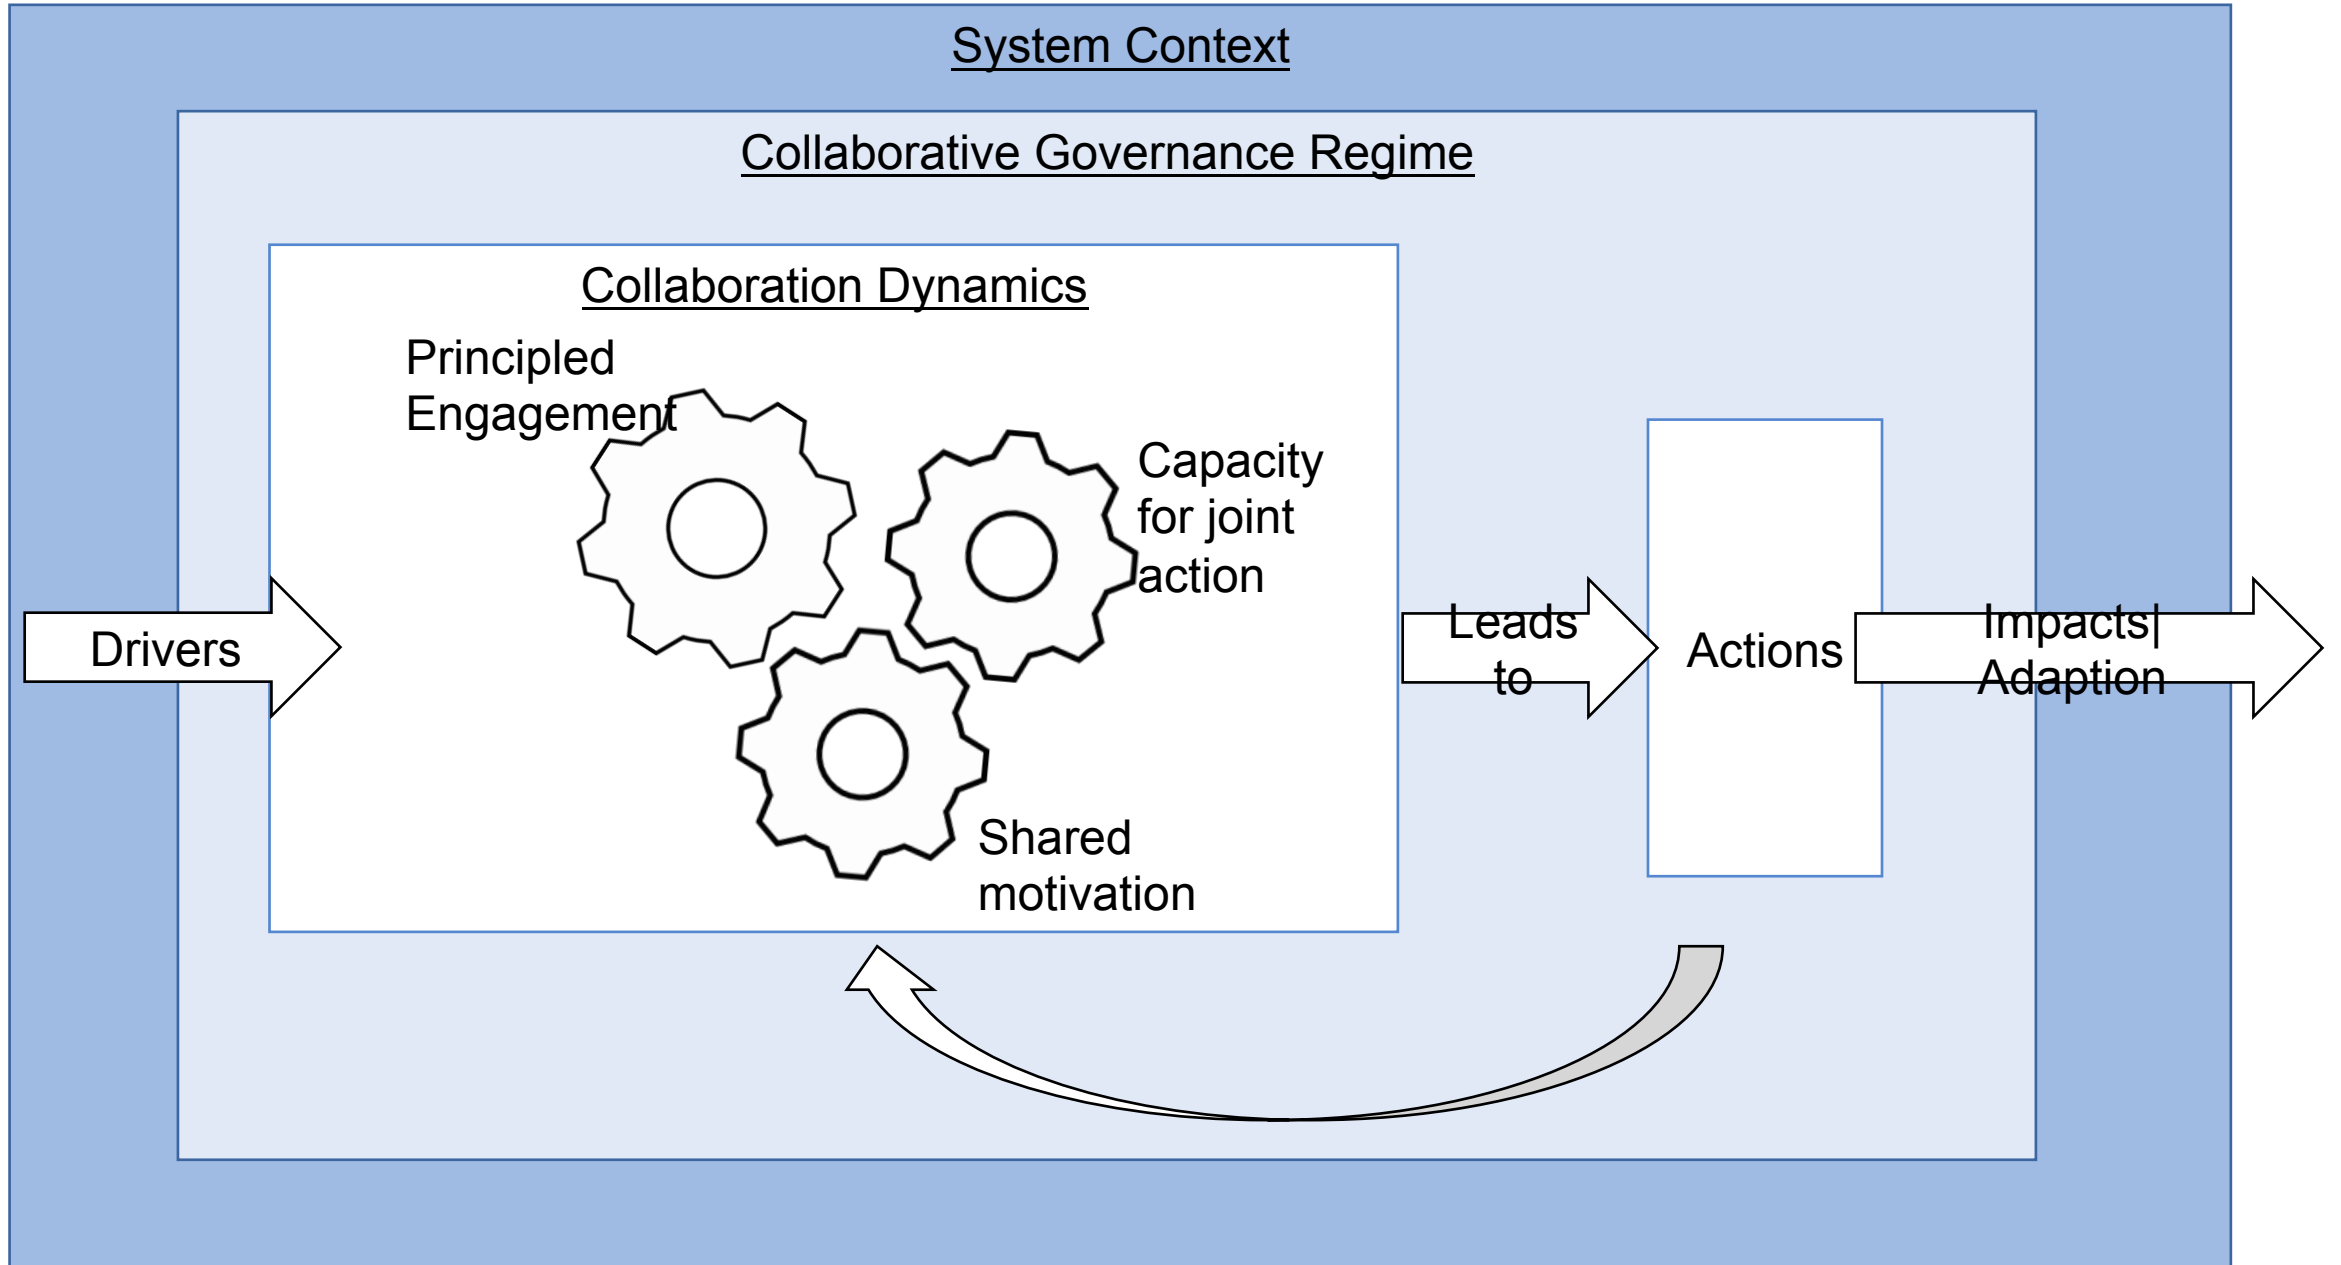 System Context
Collaborative Governance Regime
Collaboration Dynamics
Principled
Engagement
Capacity
for joint
action
Shared
motivation
Drivers
Leads
to
Actions
Impacts|
Adaption